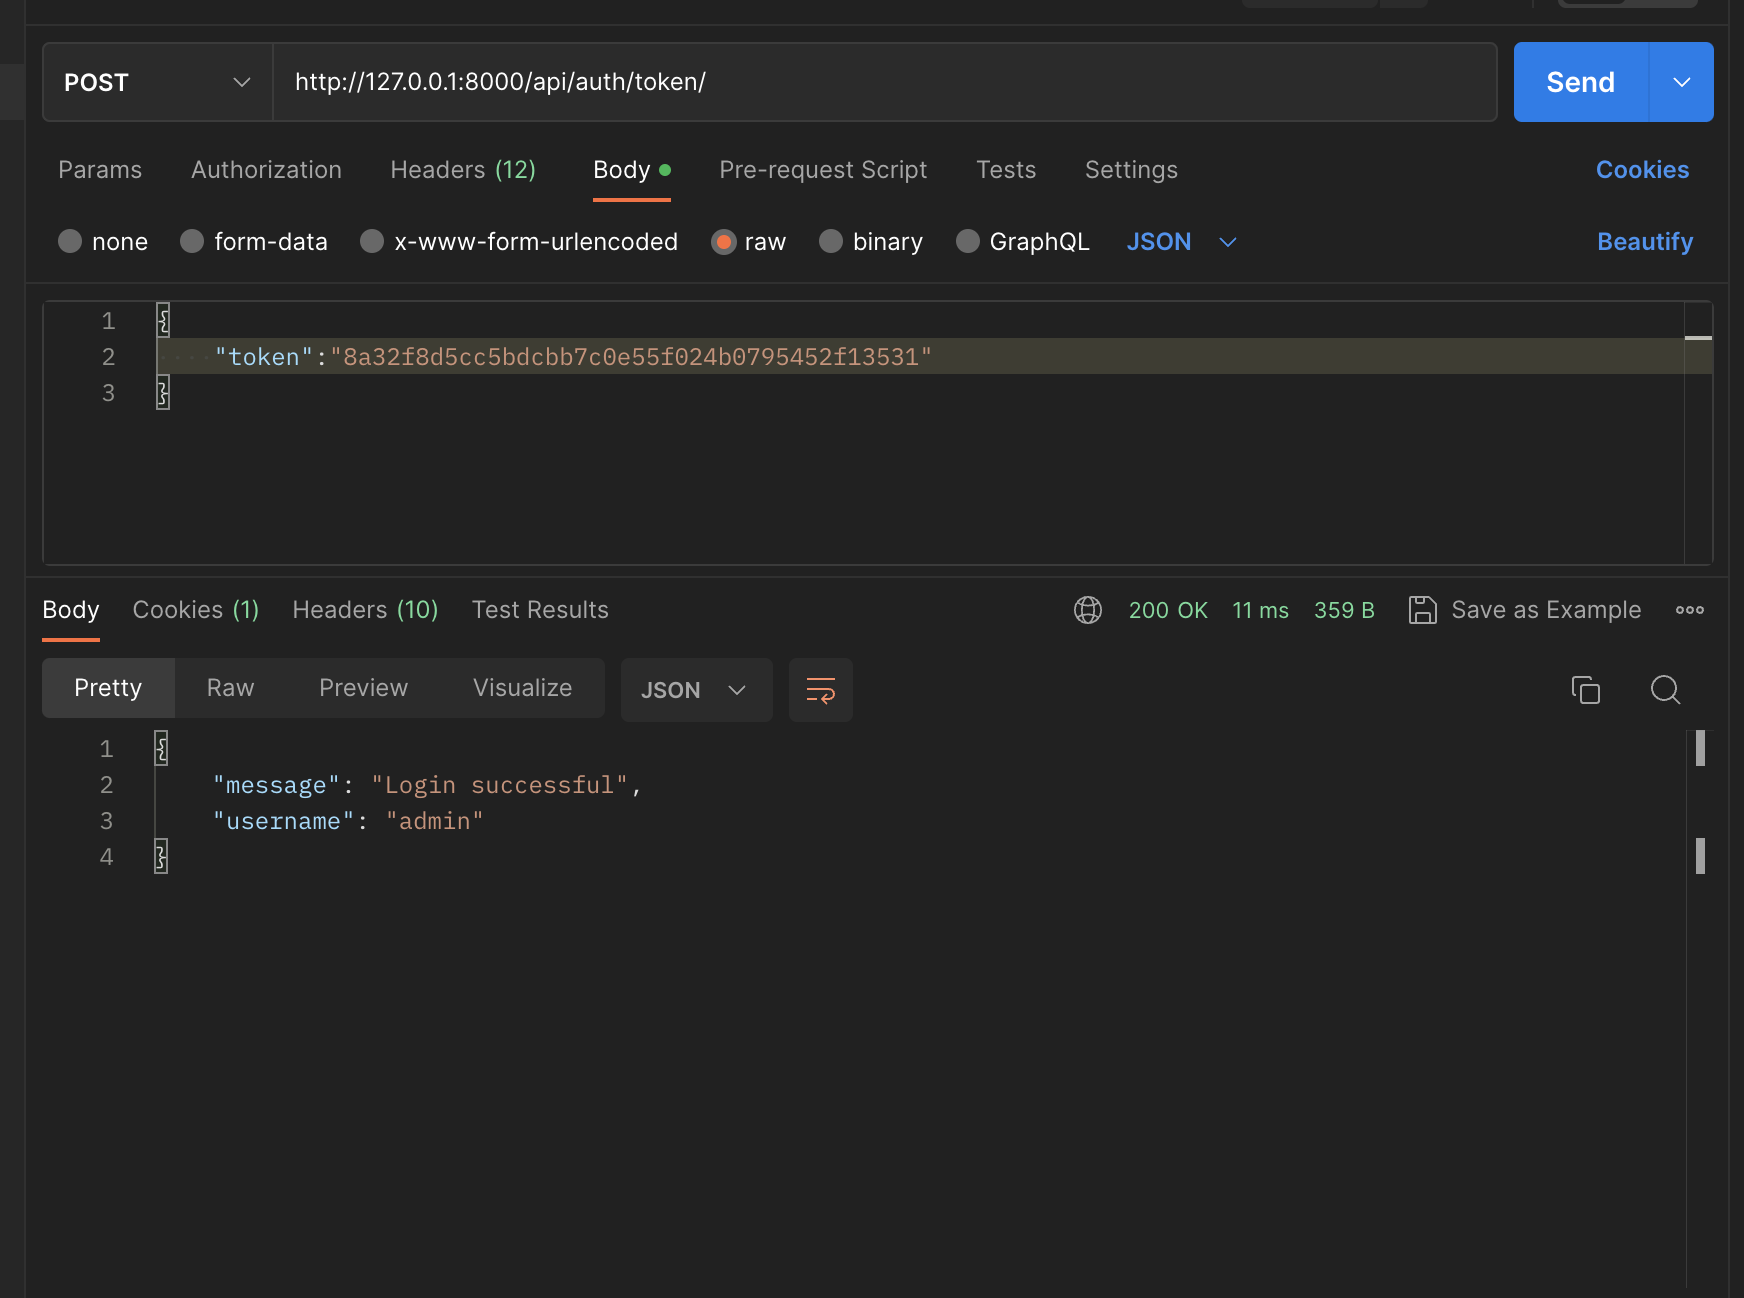 POST http://127.0.0.1:8000/api/auth/token/ Send
Params Authorization Headers (12) Body Pre-request Script Tests Settings Cookies
none form-data x-www-form-urlencoded raw binary GraphQL JSON Beautify
1 {
2 "token":"8a32f8d5cc5bdcbb7c0e55f024b0795452f13531"
3 }
Body Cookies (1) Headers (10) Test Results 200 OK 11 ms 359 B Save as Example
Pretty Raw Preview Visualize JSON
1 {
2 "message": "Login successful",
3 "username": "admin"
4 }